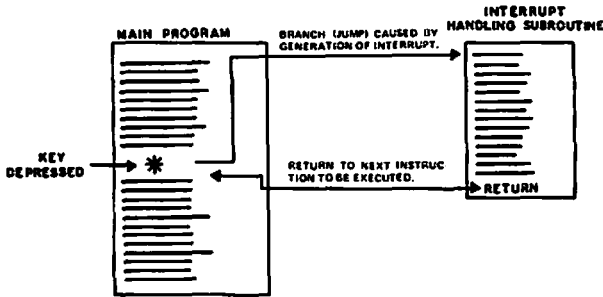 MAIN PROGRAM
KEY
DEPRESSED
*
BRANCH (JUMP) CAUSED BY
GENERATION OF INTERRUPT.
RETURN TO NEXT INSTRUC
TION TO BE EXECUTED.
INTERRUPT
HANDLING SUBROUTINE
RETURN